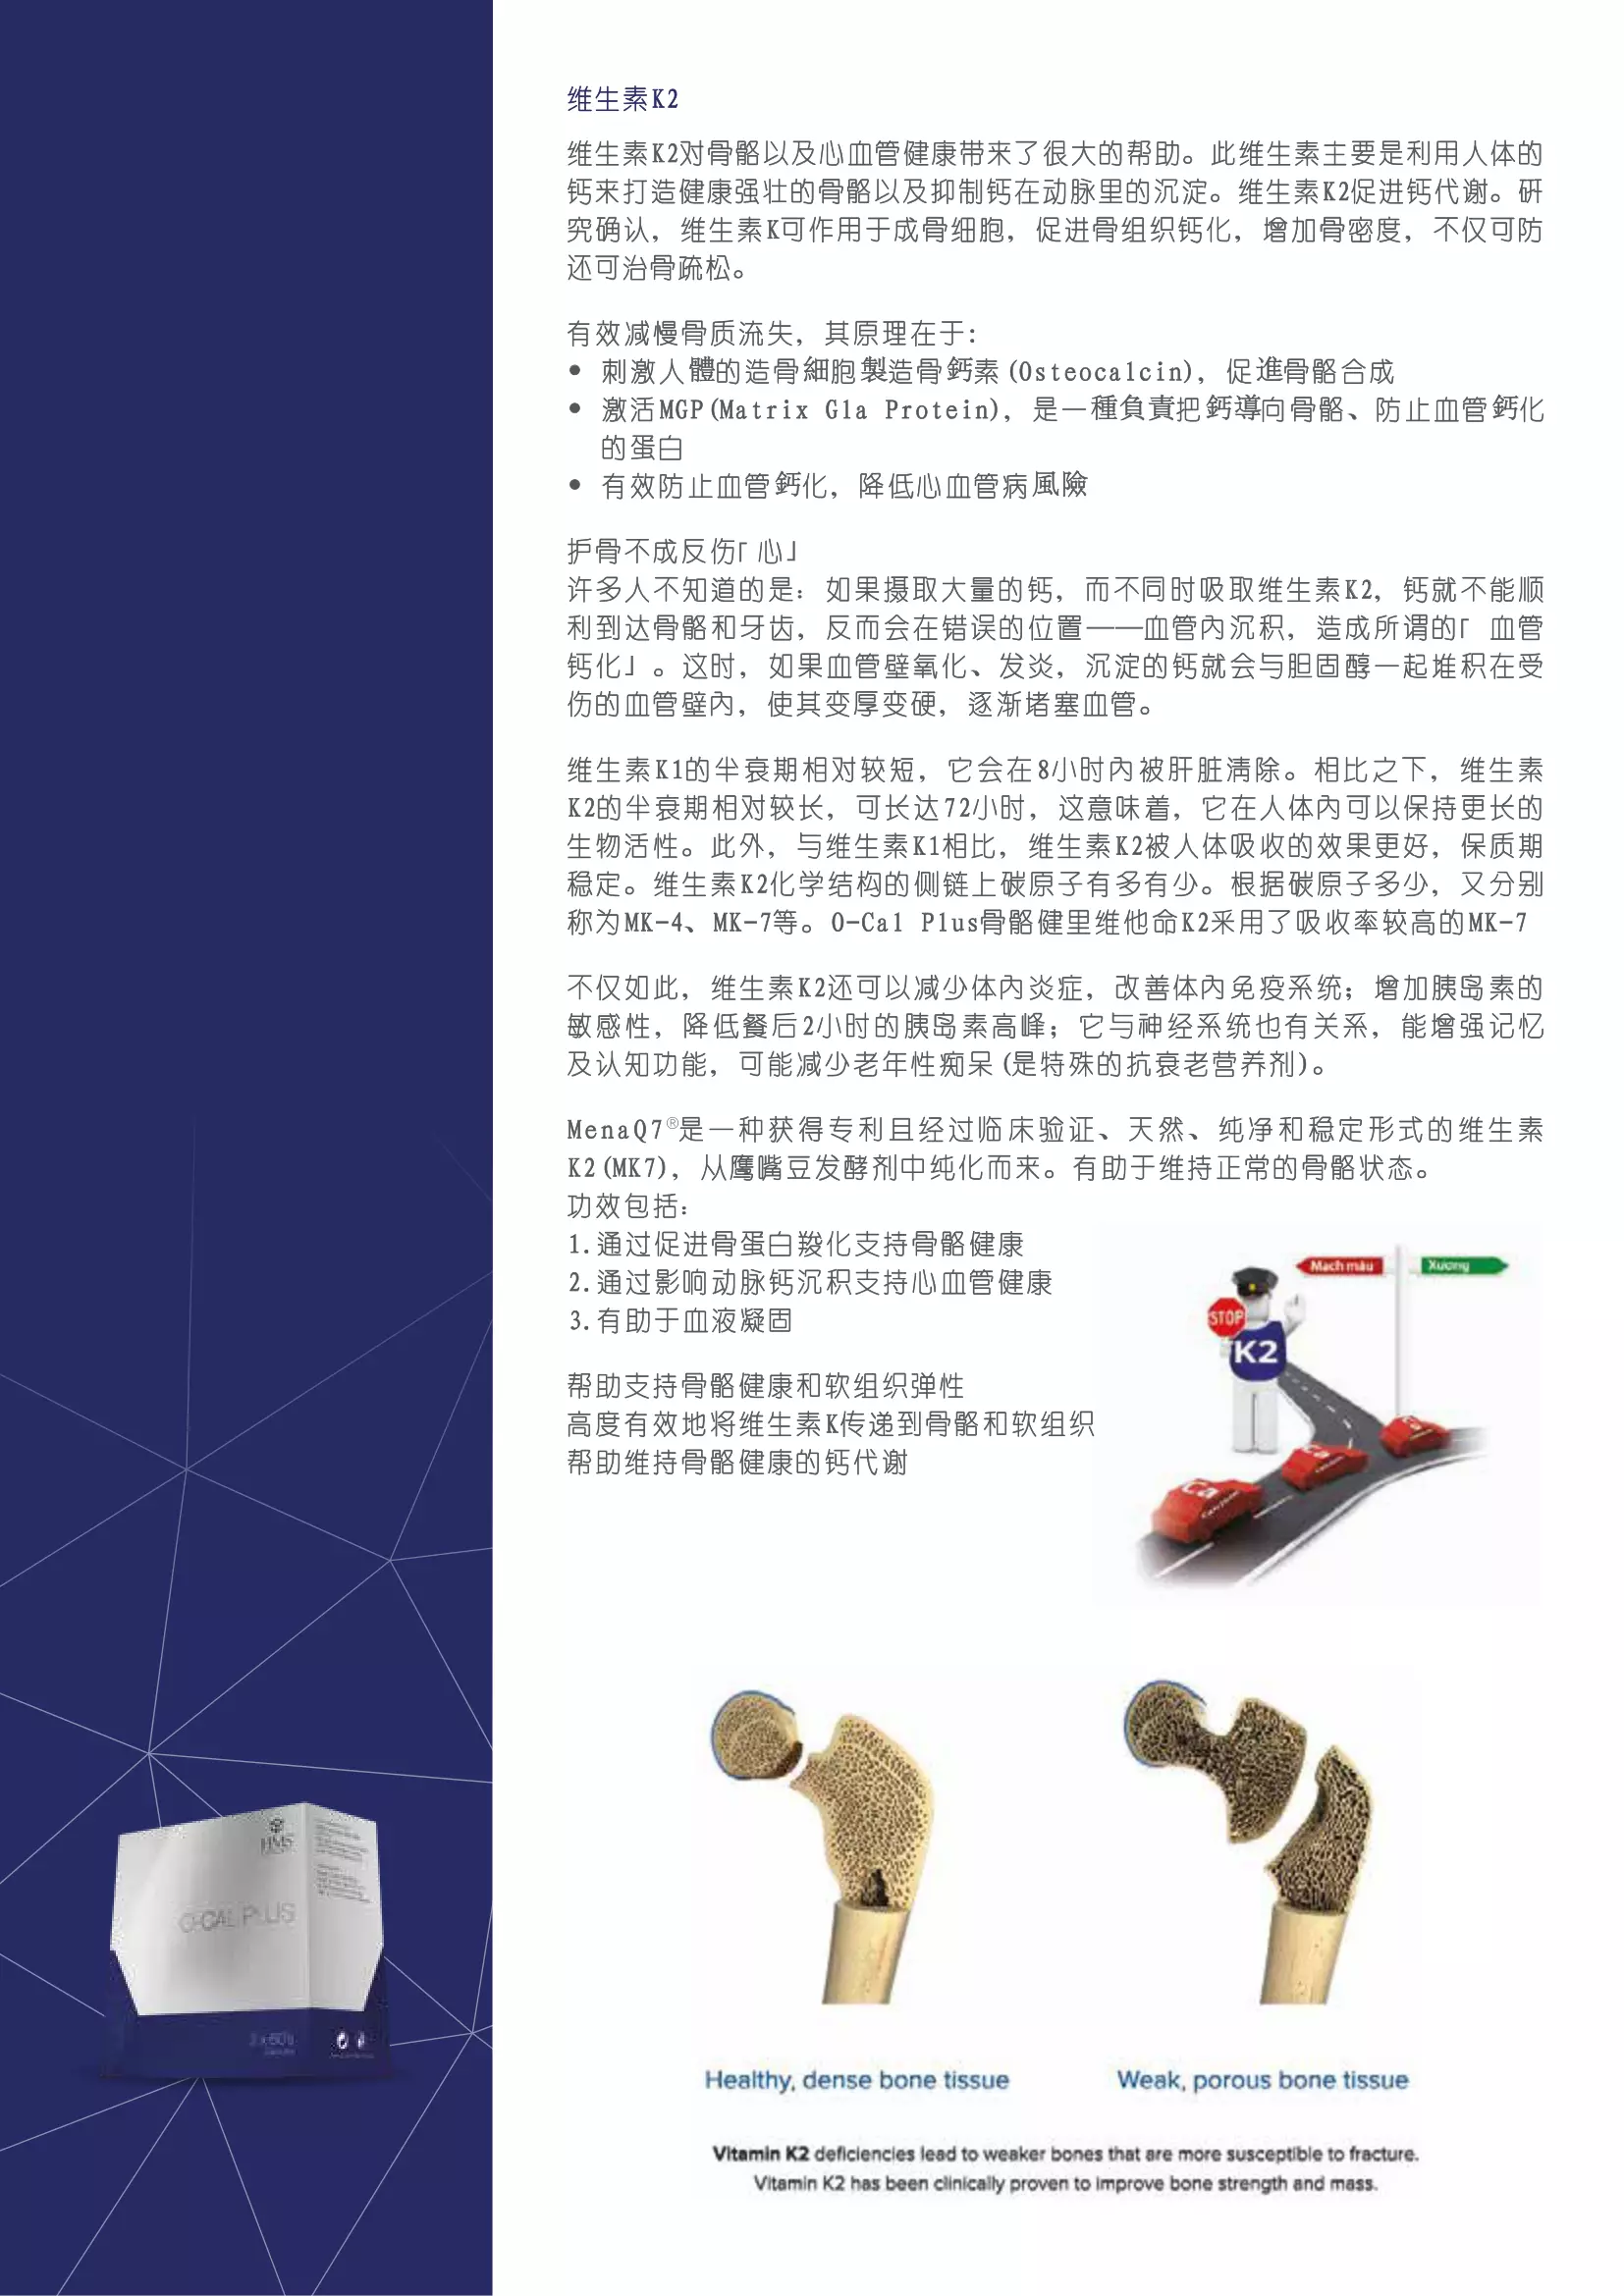 维生素K2
维生素K2对骨骼以及心血管健康带来了很大的帮助。此维生素主要是利用人体的
钙来打造健康强壮的骨骼以及抑制钙在动脉里的沉淀。维生素K2促进钙代谢。研
究确认，维生素K可作用于成骨细胞，促进骨组织钙化，增加骨密度，不仅可防
还可治骨疏松。
有效减慢骨质流失，其原理在于：
• 刺激人體的造骨細胞製造骨鈣素(Osteocalcin)，促進骨骼合成
• 激活MGP(Matrix Gla Protein)，是一種負責把鈣導向骨骼、防止血管鈣化
的蛋白
• 有效防止血管鈣化，降低心血管病風險
护骨不成反伤「心」
许多人不知道的是：如果摄取大量的钙，而不同时吸取维生素K2，钙就不能顺
利到达骨骼和牙齿，反而会在错误的位置——血管内沉积，造成所谓的「血管
钙化」。这时，如果血管壁氧化、发炎，沉淀的钙就会与胆固醇一起堆积在受
伤的血管壁内，使其变厚变硬，逐渐堵塞血管。
维生素K1的半衰期相对较短，它会在8小时内被肝脏清除。相比之下，维生素
K2的半衰期相对较长，可长达72小时，这意味着，它在人体内可以保持更长的
生物活性。此外，与维生素K1相比，维生素K2被人体吸收的效果更好，保质期
稳定。维生素K2化学结构的侧链上碳原子有多有少。根据碳原子多少，又分别
称为MK-4、MK-7等。O-Cal Plus骨骼健里维他命K2采用了吸收率较高的MK-7
不仅如此，维生素K2还可以减少体内炎症，改善体内免疫系统；增加胰岛素的
敏感性，降低餐后2小时的胰岛素高峰；它与神经系统也有关系，能增强记忆
及认知功能，可能减少老年性痴呆(是特殊的抗衰老营养剂)。
MenaQ7®是一种获得专利且经过临床验证、天然、纯净和稳定形式的维生素
K2(MK7)，从鹰嘴豆发酵剂中纯化而来。有助于维持正常的骨骼状态。
功效包括：
1.通过促进骨蛋白羧化支持骨骼健康
2.通过影响动脉钙沉积支持心血管健康
3.有助于血液凝固
帮助支持骨骼健康和软组织弹性
高度有效地将维生素K传递到骨骼和软组织
帮助维持骨骼健康的钙代谢
Mạch máu
Xương
STOP
K2
Ca
Ca
Ca
HMS
O-CAL PLUS
Healthy, dense bone tissue
Weak, porous bone tissue
Vitamin K2 deficiencies lead to weaker bones that are more susceptible to fracture.
Vitamin K2 has been clinically proven to improve bone strength and mass.